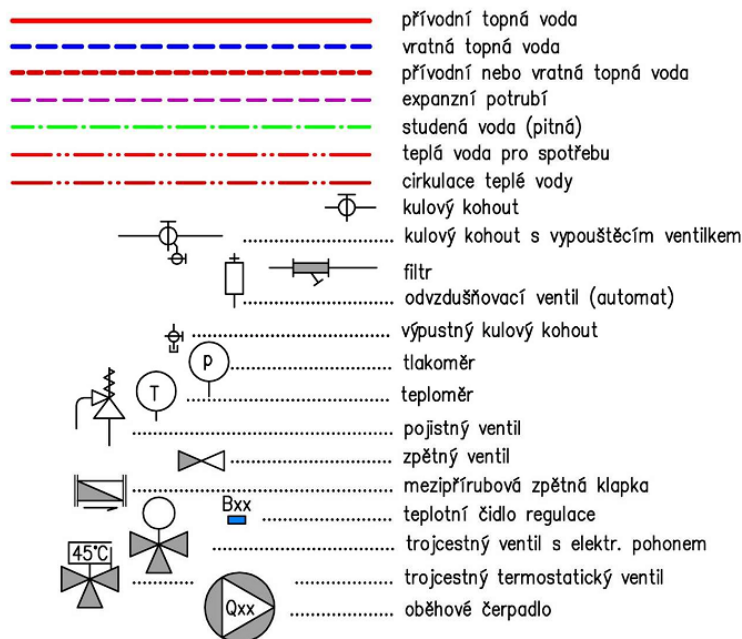 přívodní topná voda
vratná topná voda
přívodní nebo vratná topná voda
expanzní potrubí
studená voda (pitná)
teplá voda pro spotřebu
cirkulace teplé vody
kulový kohout
kulový kohout s vypouštěcím ventilkem
filtr
odvzdušňovací ventil (automat)
výpustný kulový kohout
P
tlakoměr
T
teploměr
pojistný ventil
zpětný ventil
mezipřírubová zpětná klapka
Bxx
teplotní čidlo regulace
trojcestný ventil s elektr. pohonem
45°C
trojcestný termostatický ventil
Qxx
oběhové čerpadlo